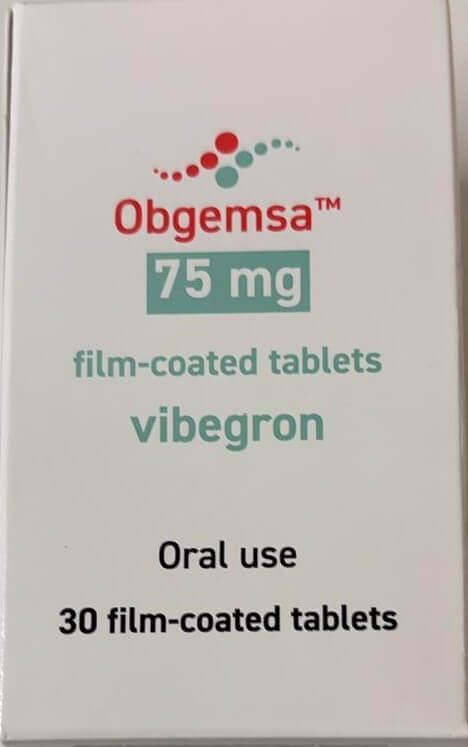 Obgemsa™
75 mg
film-coated tablets
vibegron
Oral use
30 film-coated tablets